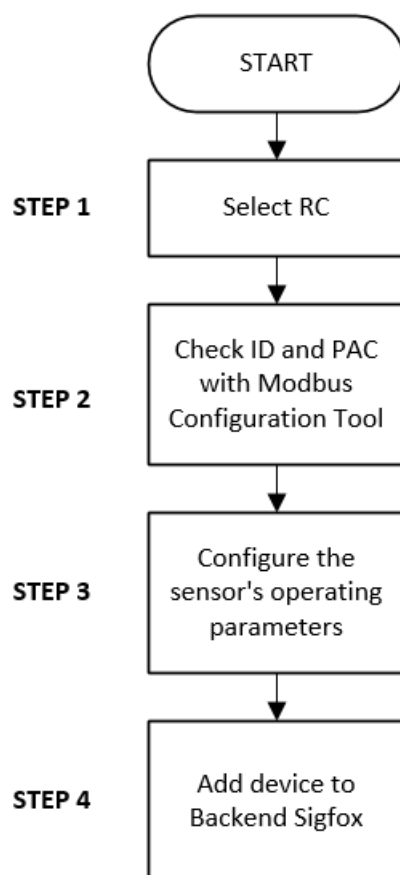 START
STEP 1
Select RC
STEP 2
Check ID and PAC
with Modbus
Configuration Tool
STEP 3
Configure the
sensor's operating
parameters
STEP 4
Add device to
Backend Sigfox